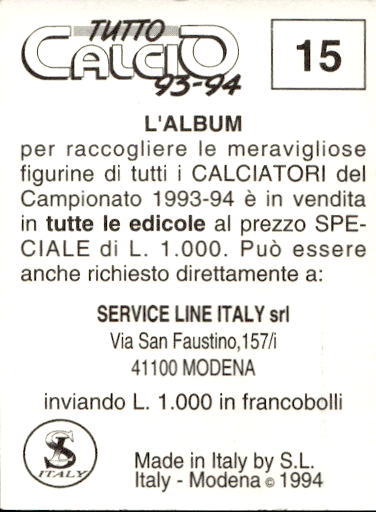 TUTTO
CALCIO
93-94
15
L'ALBUM
per raccogliere le meravigliose
figurine di tutti i CALCIATORI del
Campionato 1993-94 è in vendita
in tutte le edicole al prezzo SPE-
CIALE di L. 1.000. Può essere
anche richiesto direttamente a:
SERVICE LINE ITALY srl
Via San Faustino,157/i
41100 MODENA
inviando L. 1.000 in francobolli
SL
ITALY
Made in Italy by S.L.
Italy - Modena © 1994